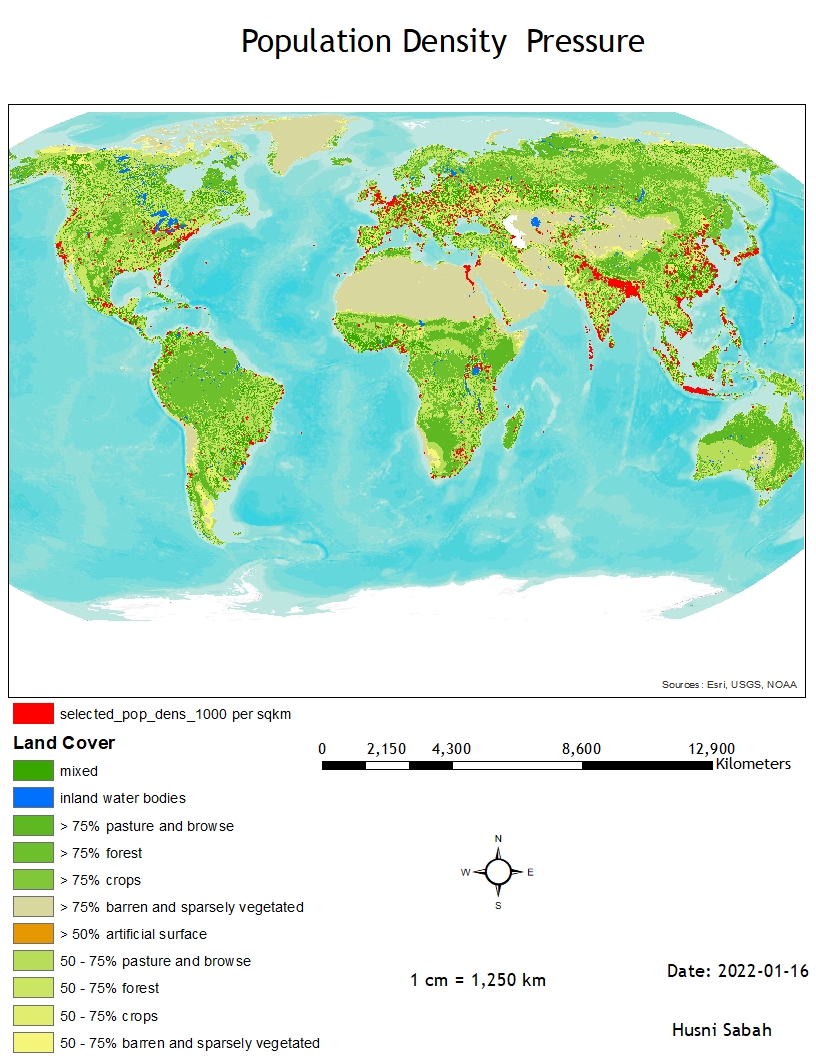 Population Density Pressure
Sources: Esri, USGS, NOAA
selected_pop_dens_1000 per sqkm
Land Cover
mixed
inland water bodies
> 75% pasture and browse
> 75% forest
> 75% crops
> 75% barren and sparsely vegetated
> 50% artificial surface
50 - 75% pasture and browse
50 - 75% forest
50 - 75% crops
50 - 75% barren and sparsely vegetated
0 2,150 4,300 8,600 12,900
Kilometers
N
W E
S
1 cm = 1,250 km
Date: 2022-01-16
Husni Sabah